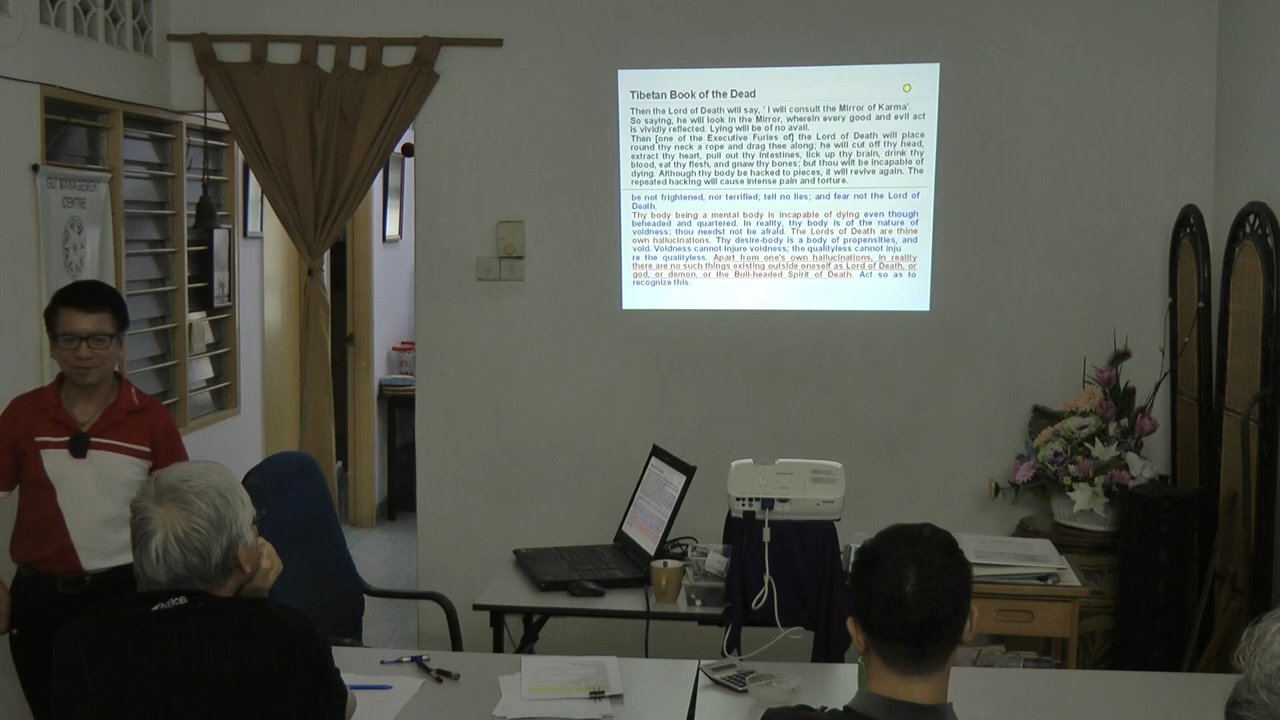 Tibetan Book of the Dead
Then the Lord of Death will say, ' I will consult the Mirror of Karma'.
So saying, he will look in the Mirror, wherein every good and evil act
is vividly reflected. Lying will be of no avail.
Then [one of the Executive Furies of] the Lord of Death will place
round thy neck a rope and drag thee along; he will cut off thy head,
extract thy heart, pull out thy intestines, lick up thy brain, drink thy
blood, eat thy flesh, and gnaw thy bones; but thou wilt be incapable of
dying. Although thy body be hacked to pieces, it will revive again. The
repeated hacking will cause intense pain and torture.
be not frightened, nor terrified; tell no lies; and fear not the Lord of
Death.
Thy body being a mental body is incapable of dying even though
beheaded and quartered. In reality, thy body is of the nature of
voidness; thou needst not be afraid. The Lords of Death are thine
own hallucinations. Thy desire-body is a body of propensities, and
void. Voidness cannot injure voidness; the qualityless cannot inju
re the qualityless. Apart from one's own hallucinations, in reality
there are no such things existing outside oneself as Lord of Death, or
god, or demon, or the Bull-headed Spirit of Death. Act so as to
recognize this.
MANAGEMENT
CENTRE
NIKE